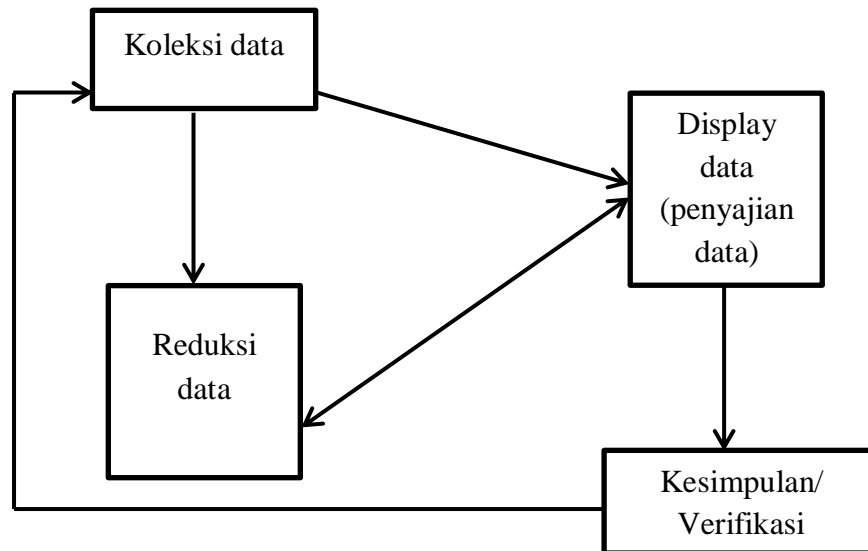 Koleksi data
Display
data
(penyajian
data)
Reduksi
data
Kesimpulan/
Verifikasi